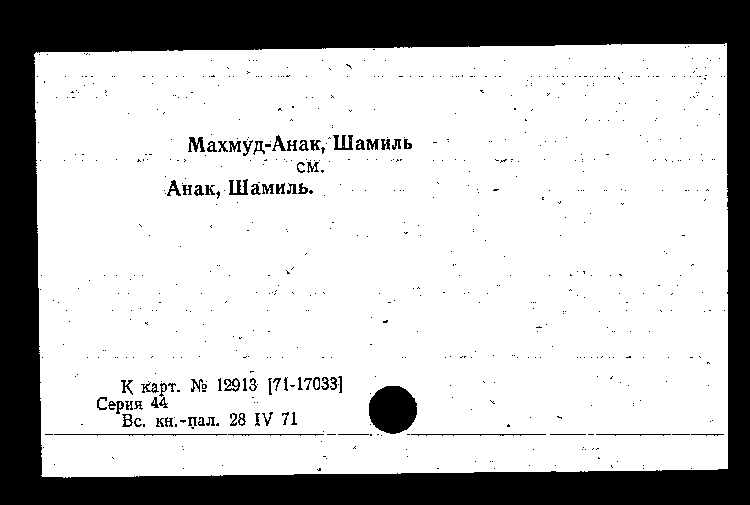 Махмуд-Анак, Шамиль
см.
Анак, Шамиль.
К карт. № 12913 [71-17033]
Серия 44
Вс. кн.-пал. 28 IV 71